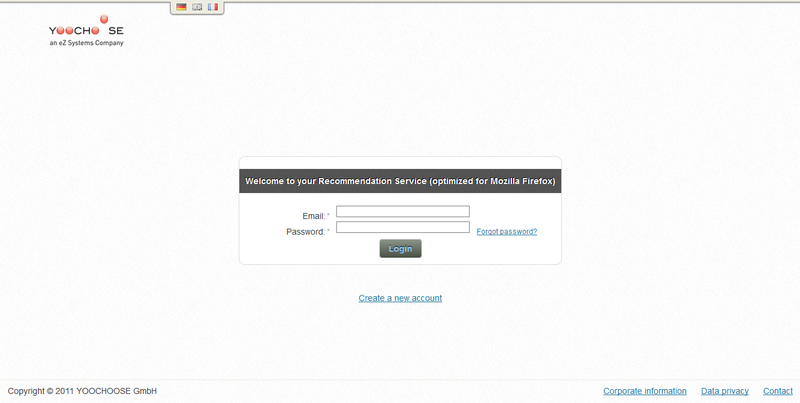 YOOCHOOSE
an eZ Systems Company
Welcome to your Recommendation Service (optimized for Mozilla Firefox)
Email: *
Password: * Forgot password?
Login
Create a new account
Copyright © 2011 YOOCHOOSE GmbH Corporate information Data privacy Contact